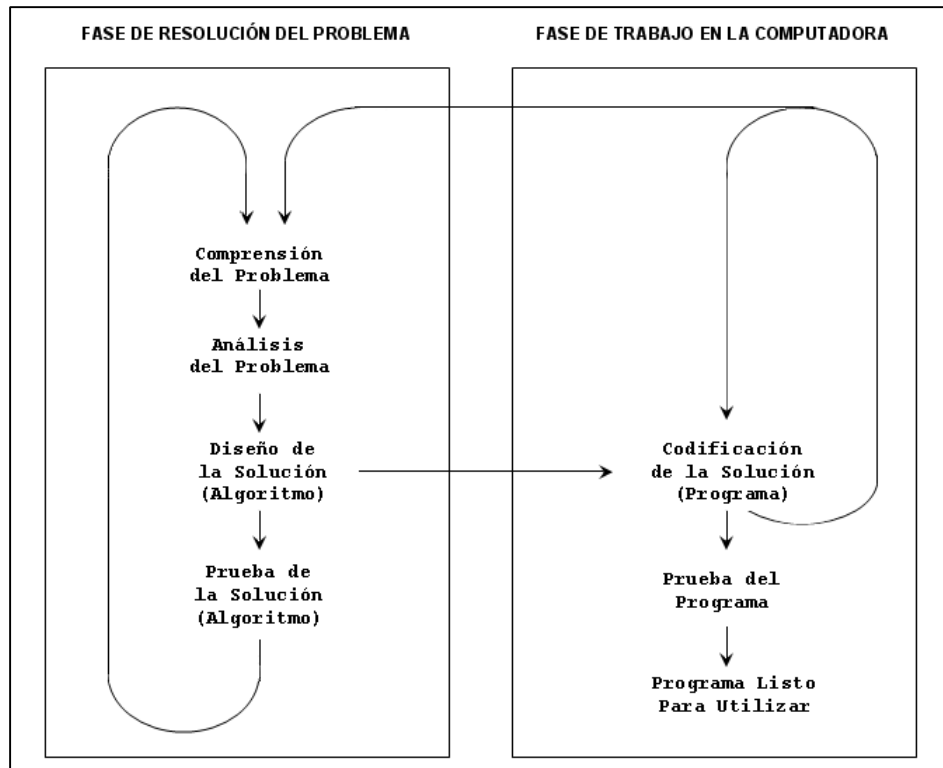 FASE DE RESOLUCIÓN DEL PROBLEMA
FASE DE TRABAJO EN LA COMPUTADORA
Comprensión
del Problema
Análisis
del Problema
Diseño de
la Solución
(Algoritmo)
Prueba de
la Solución
(Algoritmo)
Codificación
de la Solución
(Programa)
Prueba del
Programa
Programa Listo
Para Utilizar